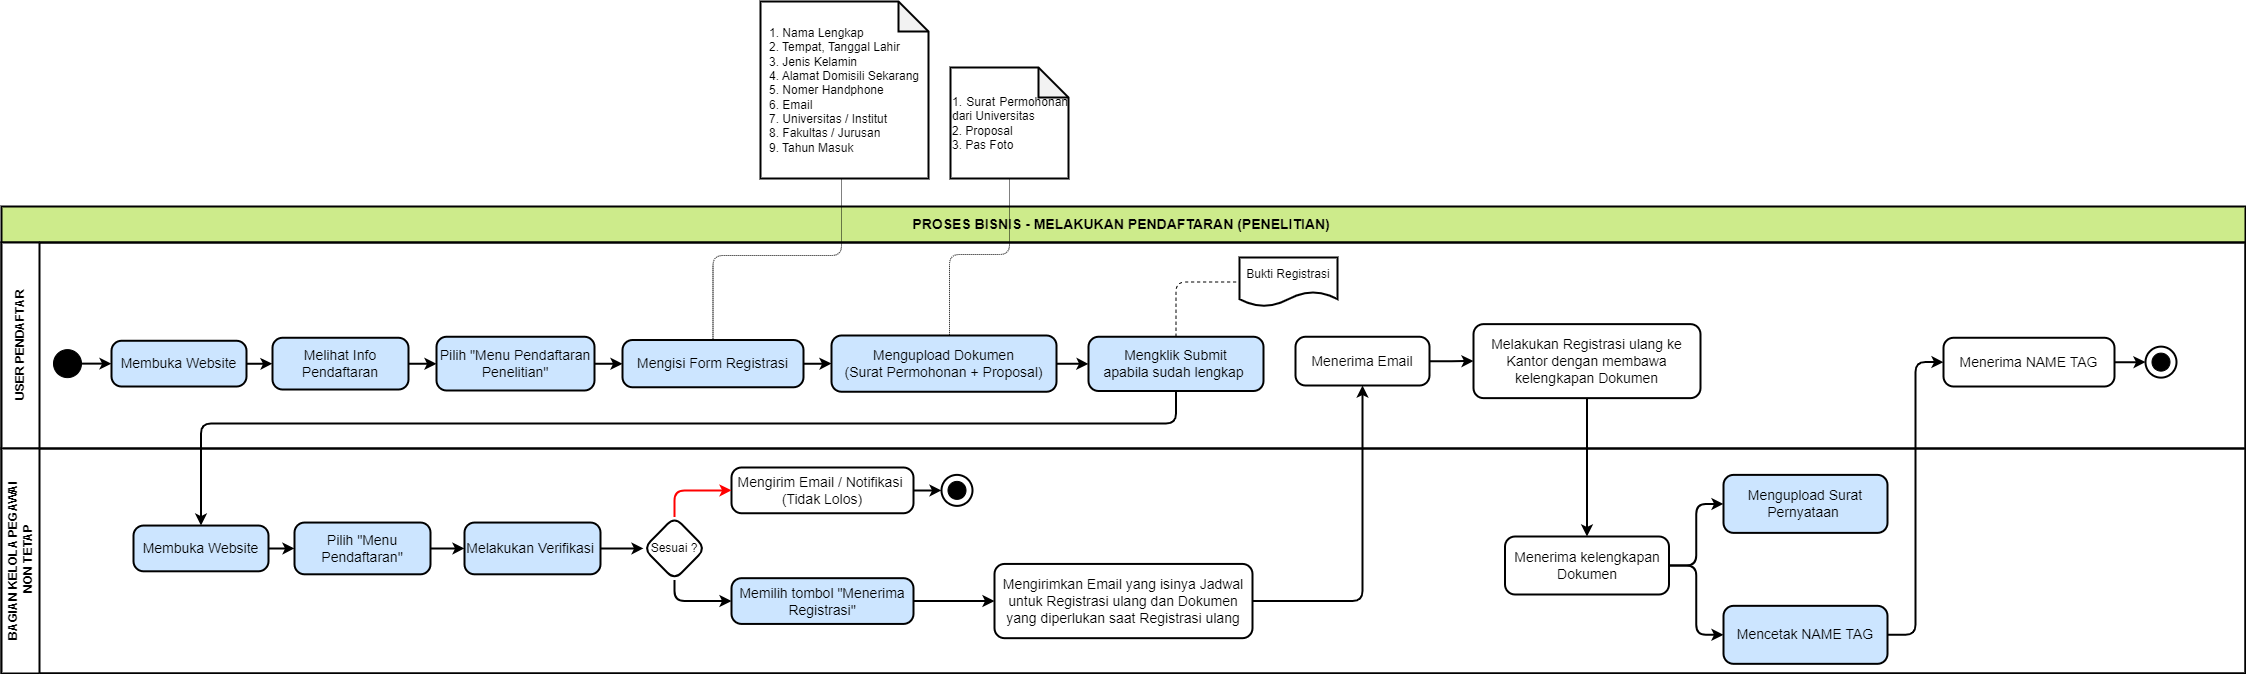 1. Nama Lengkap
2. Tempat, Tanggal Lahir
3. Jenis Kelamin
4. Alamat Domisili Sekarang
5. Nomer Handphone
6. Email
7. Universitas / Institut
8. Fakultas / Jurusan
9. Tahun Masuk
1. Surat Permohonan
dari Universitas
2. Proposal
3. Pas Foto
PROSES BISNIS - MELAKUKAN PENDAFTARAN (PENELITIAN)
USER PENDAFTAR
Membuka Website
Melihat Info
Pendaftaran
Pilih "Menu Pendaftaran
Penelitian"
Mengisi Form Registrasi
Mengupload Dokumen
(Surat Permohonan + Proposal)
Mengklik Submit
apabila sudah lengkap
Bukti Registrasi
Menerima Email
Melakukan Registrasi ulang ke
Kantor dengan membawa
kelengkapan Dokumen
Menerima NAME TAG
BAGIAN KELOLA PEGAWAI
NON TETAP
Membuka Website
Pilih "Menu
Pendaftaran"
Melakukan Verifikasi
Sesuai ?
Mengirim Email / Notifikasi
(Tidak Lolos)
Memilih tombol "Menerima
Registrasi"
Mengirimkan Email yang isinya Jadwal
untuk Registrasi ulang dan Dokumen
yang diperlukan saat Registrasi ulang
Menerima kelengkapan
Dokumen
Mengupload Surat
Pernyataan
Mencetak NAME TAG